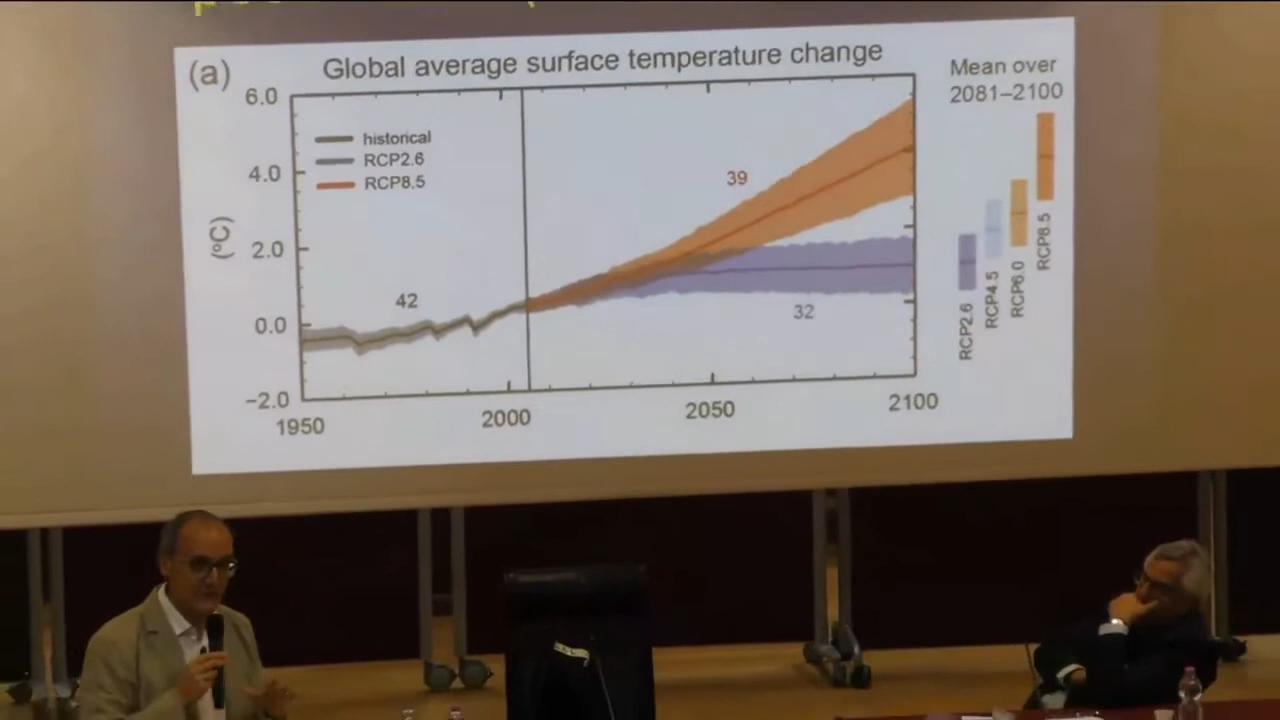 (a)
Global average surface temperature change
Mean over
2081–2100
6.0
4.0
2.0
0.0
−2.0
(ºC)
historical
RCP2.6
RCP8.5
42
39
32
1950
2000
2050
2100
RCP2.6
RCP4.5
RCP6.0
RCP8.5